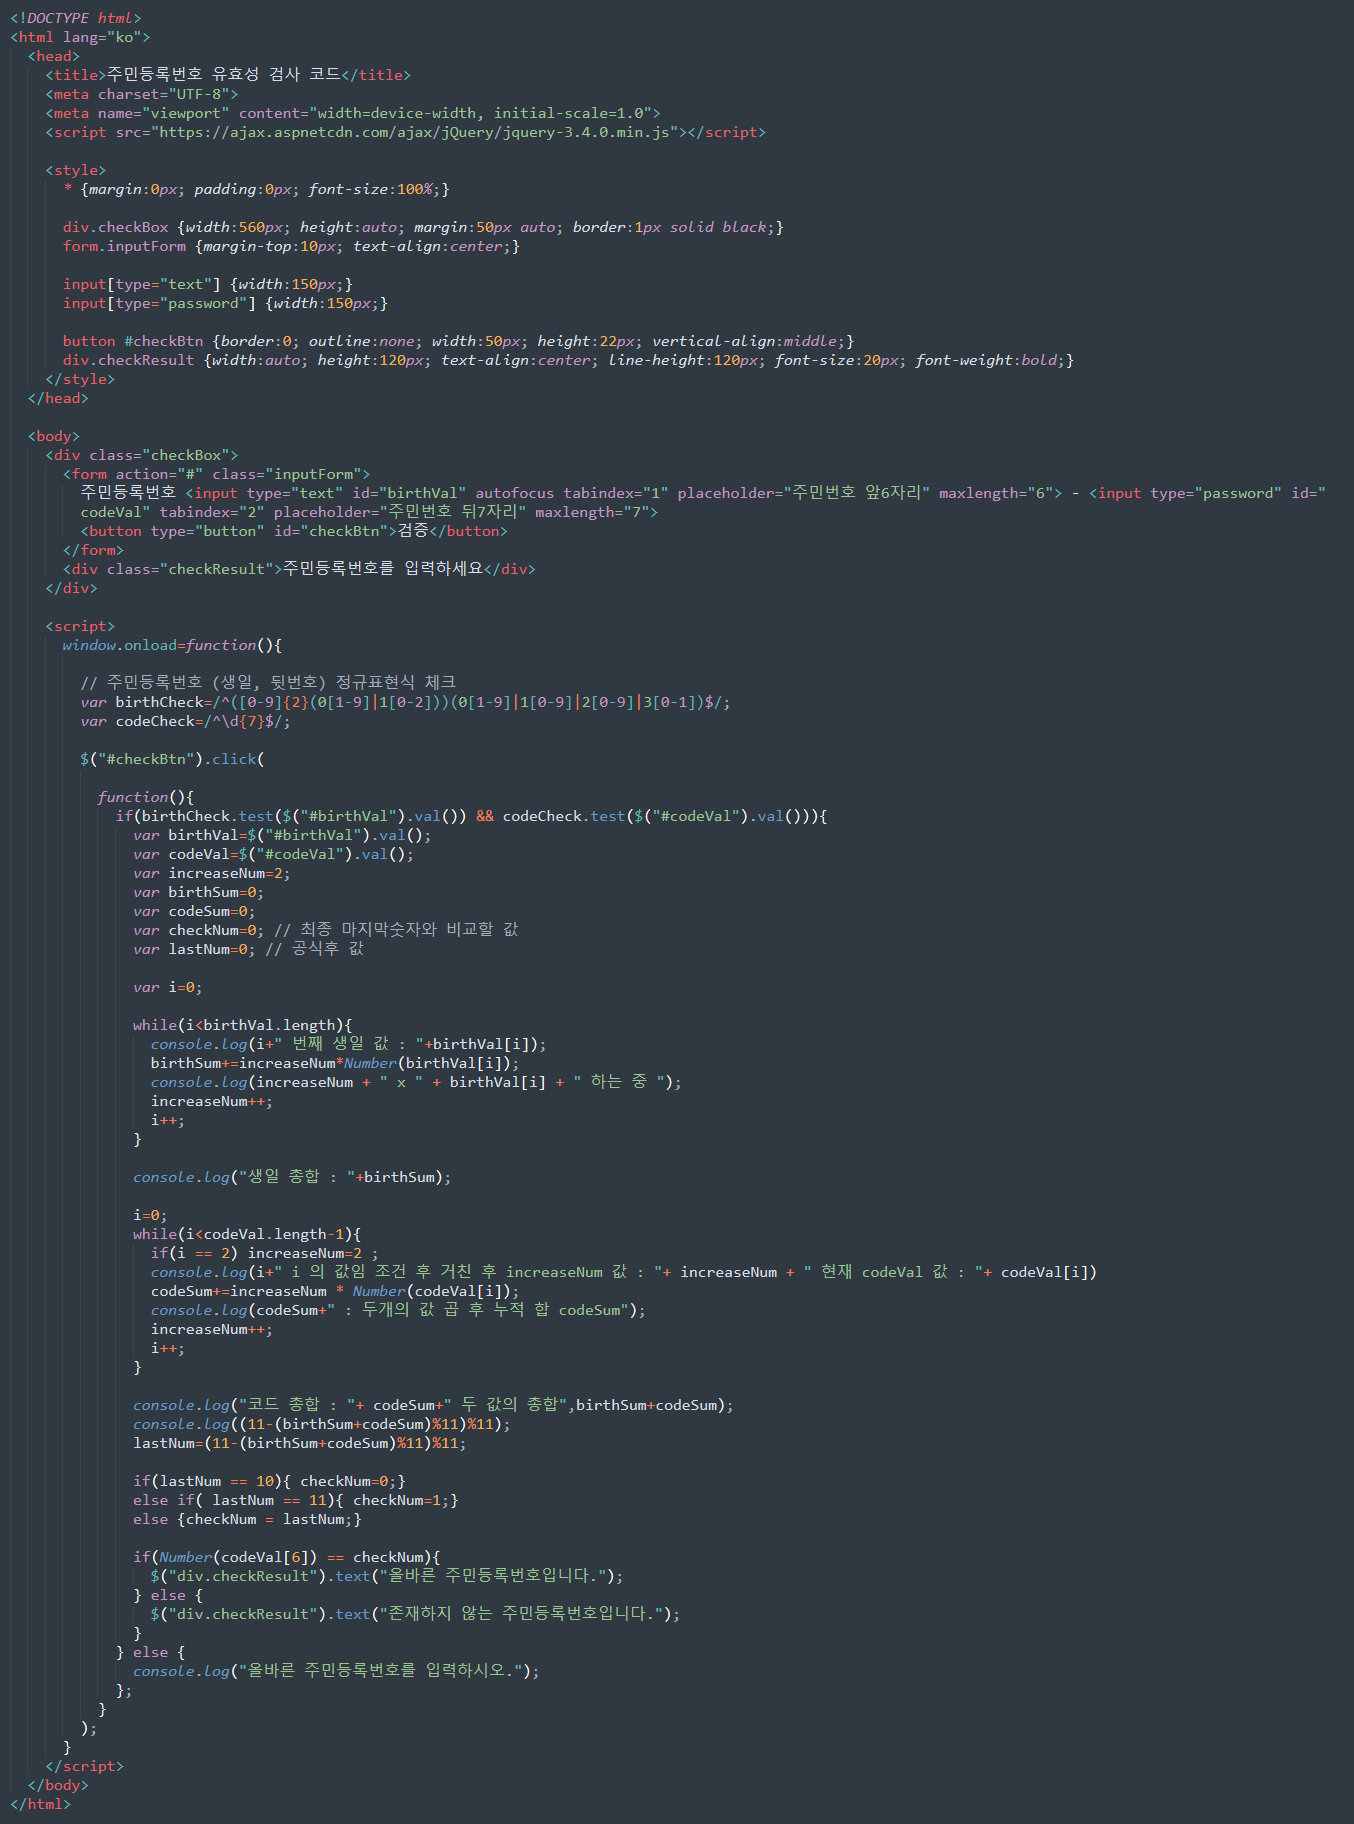 <!DOCTYPE html>
<html lang="ko">
<head>
<title>주민등록번호 유효성 검사 코드</title>
<meta charset="UTF-8">
<meta name="viewport" content="width=device-width, initial-scale=1.0">
<script src="https://ajax.aspnetcdn.com/ajax/jQuery/jquery-3.4.0.min.js"></script>
<style>
* {margin:0px; padding:0px; font-size:100%;}
div.checkBox {width:560px; height:auto; margin:50px auto; border:1px solid black;}
form.inputForm {margin-top:10px; text-align:center;}
input[type="text"] {width:150px;}
input[type="password"] {width:150px;}
button #checkBtn {border:0; outline:none; width:50px; height:22px; vertical-align:middle;}
div.checkResult {width:auto; height:120px; text-align:center; line-height:120px; font-size:20px; font-weight:bold;}
</style>
</head>
<body>
<div class="checkBox">
<form action="#" class="inputForm">
주민등록번호 <input type="text" id="birthVal" autofocus tabindex="1" placeholder="주민번호 앞6자리" maxlength="6"> - <input type="password" id="
codeVal" tabindex="2" placeholder="주민번호 뒤7자리" maxlength="7">
<button type="button" id="checkBtn">검증</button>
</form>
<div class="checkResult">주민등록번호를 입력하세요</div>
</div>
<script>
window.onload=function(){
// 주민등록번호 (생일, 뒷번호) 정규표현식 체크
var birthCheck=/^([0-9]{2}(0[1-9]|1[0-2]))(0[1-9]|1[0-9]|2[0-9]|3[0-1])$/;
var codeCheck=/^\d{7}$/;
$("#checkBtn").click(
function(){
if(birthCheck.test($("#birthVal").val()) && codeCheck.test($("#codeVal").val())){
var birthVal=$("#birthVal").val();
var codeVal=$("#codeVal").val();
var increaseNum=2;
var birthSum=0;
var codeSum=0;
var checkNum=0; // 최종 마지막숫자와 비교할 값
var lastNum=0; // 공식후 값
var i=0;
while(i<birthVal.length){
console.log(i+" 번째 생일 값 : "+birthVal[i]);
birthSum+=increaseNum*Number(birthVal[i]);
console.log(increaseNum + " x " + birthVal[i] + " 하는 중 ");
increaseNum++;
i++;
}
console.log("생일 총합 : "+birthSum);
i=0;
while(i<codeVal.length-1){
if(i == 2) increaseNum=2 ;
console.log(i+" i 의 값임 조건 후 거친 후 increaseNum 값 : "+ increaseNum + " 현재 codeVal 값 : "+ codeVal[i])
codeSum+=increaseNum * Number(codeVal[i]);
console.log(codeSum+" : 두개의 값 곱 후 누적 합 codeSum");
increaseNum++;
i++;
}
console.log("코드 총합 : "+ codeSum+" 두 값의 총합",birthSum+codeSum);
console.log((11-(birthSum+codeSum)%11)%11);
lastNum=(11-(birthSum+codeSum)%11)%11;
if(lastNum == 10){ checkNum=0;}
else if( lastNum == 11){ checkNum=1;}
else {checkNum = lastNum;}
if(Number(codeVal[6]) == checkNum){
$("div.checkResult").text("올바른 주민등록번호입니다.");
} else {
$("div.checkResult").text("존재하지 않는 주민등록번호입니다.");
}
} else {
console.log("올바른 주민등록번호를 입력하시오.");
};
}
);
}
</script>
</body>
</html>